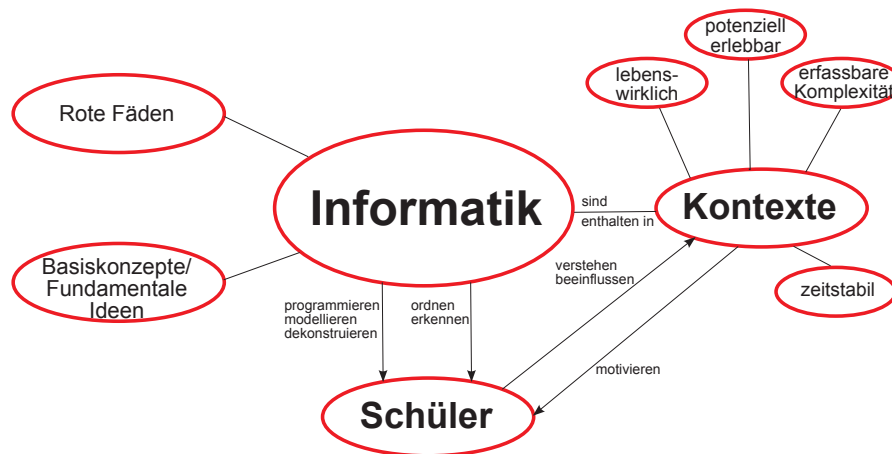 potenziell
erlebbar
lebens-
wirklich
erfassbare
Komplexität
Rote Fäden
Informatik
sind
enthalten in
Kontexte
Basiskonzepte/
Fundamentale
Ideen
verstehen
beeinflussen
zeitstabil
programmieren
modellieren
dekonstruieren
ordnen
erkennen
motivieren
Schüler